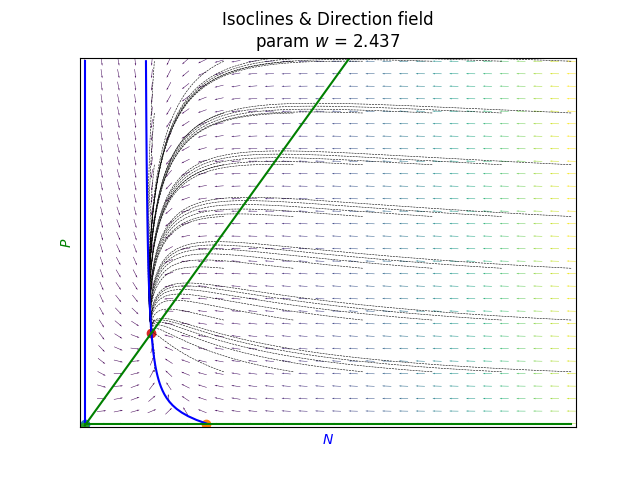 Isoclines & Direction field
param w = 2.437
P
N